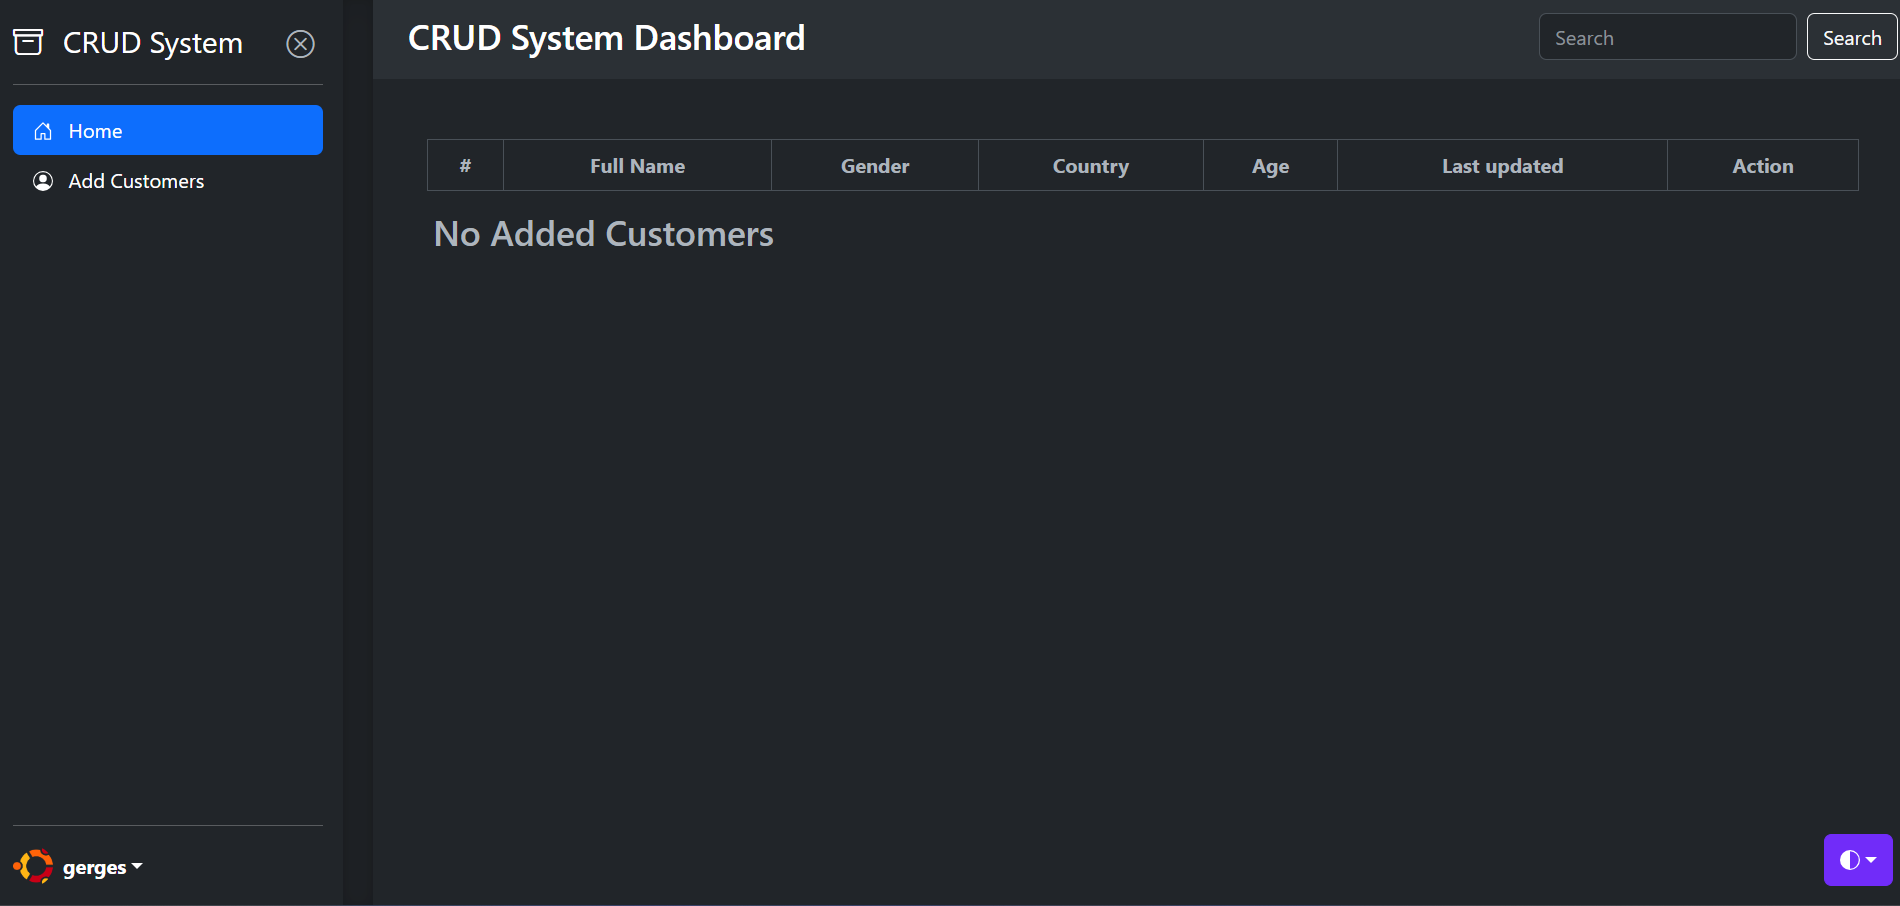 CRUD System
Home
Add Customers
gerges
CRUD System Dashboard
Search Search
# Full Name Gender Country Age Last updated Action
No Added Customers